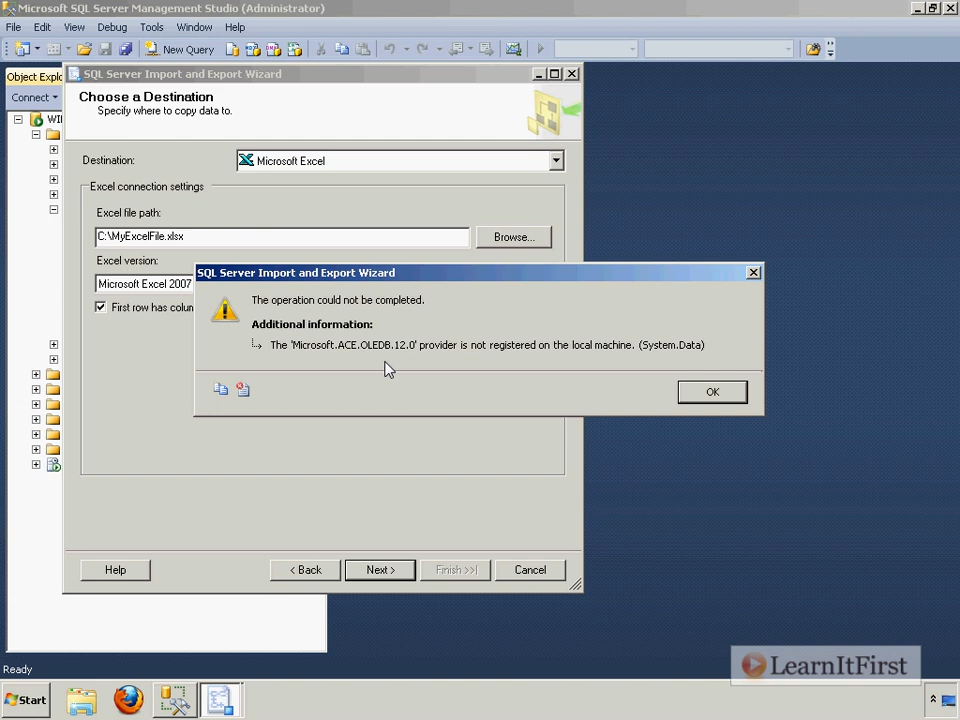 Microsoft SQL Server Management Studio (Administrator)
File Edit View Debug Tools Window Help
New Query
Object Explo
Connect
WI
SQL Server Import and Export Wizard
Choose a Destination
Specify where to copy data to.
Destination:
Microsoft Excel
Excel connection settings
Excel file path:
C:\MyExcelFile.xlsx
Browse...
Excel version:
Microsoft Excel 2007
First row has colum
SQL Server Import and Export Wizard
The operation could not be completed.
Additional information:
The 'Microsoft.ACE.OLEDB.12.0' provider is not registered on the local machine. (System.Data)
OK
Help
< Back
Next >
Finish >>|
Cancel
Ready
LearnItFirst
Start